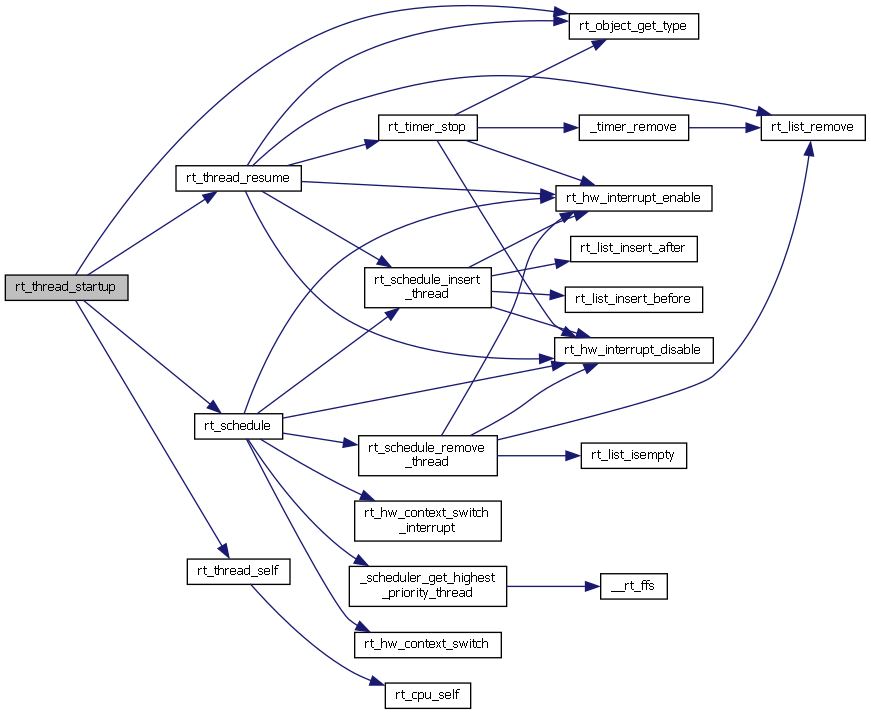 rt_object_get_type
rt_timer_stop
_timer_remove
rt_list_remove
rt_thread_resume
rt_hw_interrupt_enable
rt_list_insert_after
rt_thread_startup
rt_schedule_insert
_thread
rt_list_insert_before
rt_hw_interrupt_disable
rt_schedule
rt_schedule_remove
_thread
rt_list_isempty
rt_hw_context_switch
_interrupt
rt_thread_self
_scheduler_get_highest
_priority_thread
__rt_ffs
rt_hw_context_switch
rt_cpu_self